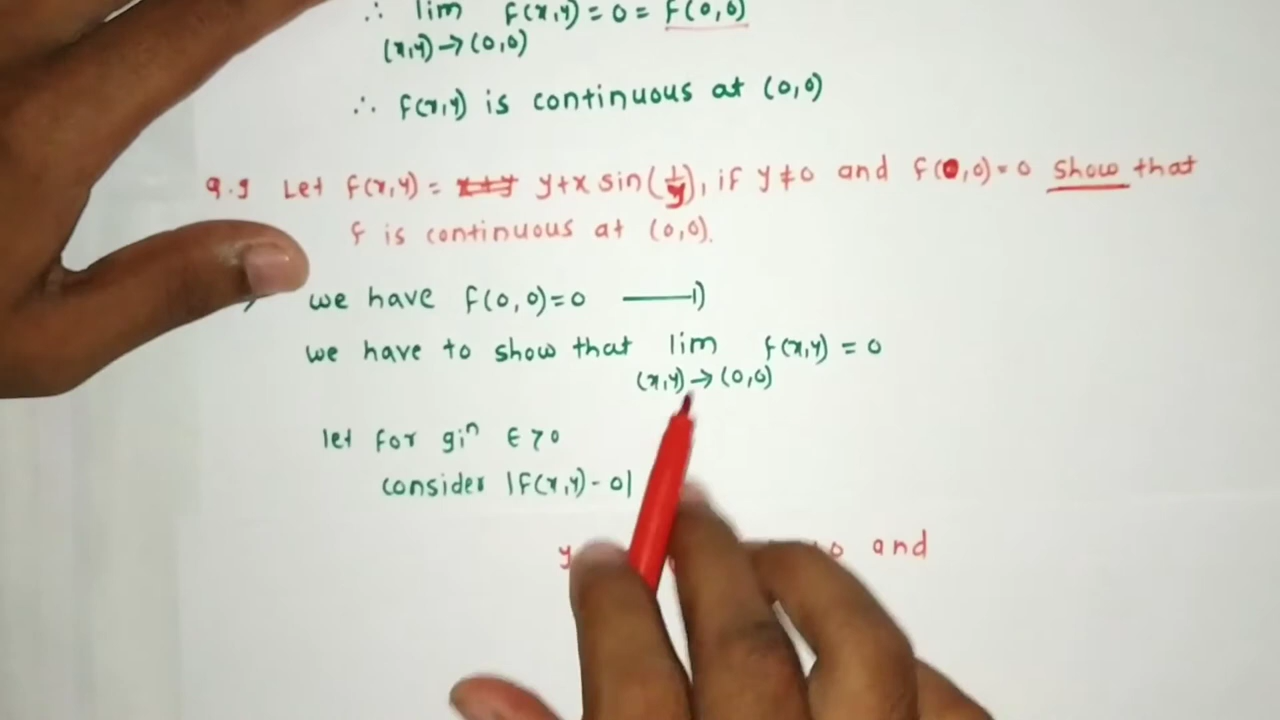 ∴ lim f(x,y) = 0 = f(0,0)
(x,y)→(0,0)
∴ f(x,y) is continuous at (0,0)
Q.9 Let f(x,y) = y+x sin(1/y), if y≠0 and f(0,0)=0 show that
f is continuous at (0,0).
we have f(0,0)=0 ——1)
we have to show that lim f(x,y) = 0
(x,y)→(0,0)
let for giⁿ ∈>0
consider |f(x,y)-0|
y and